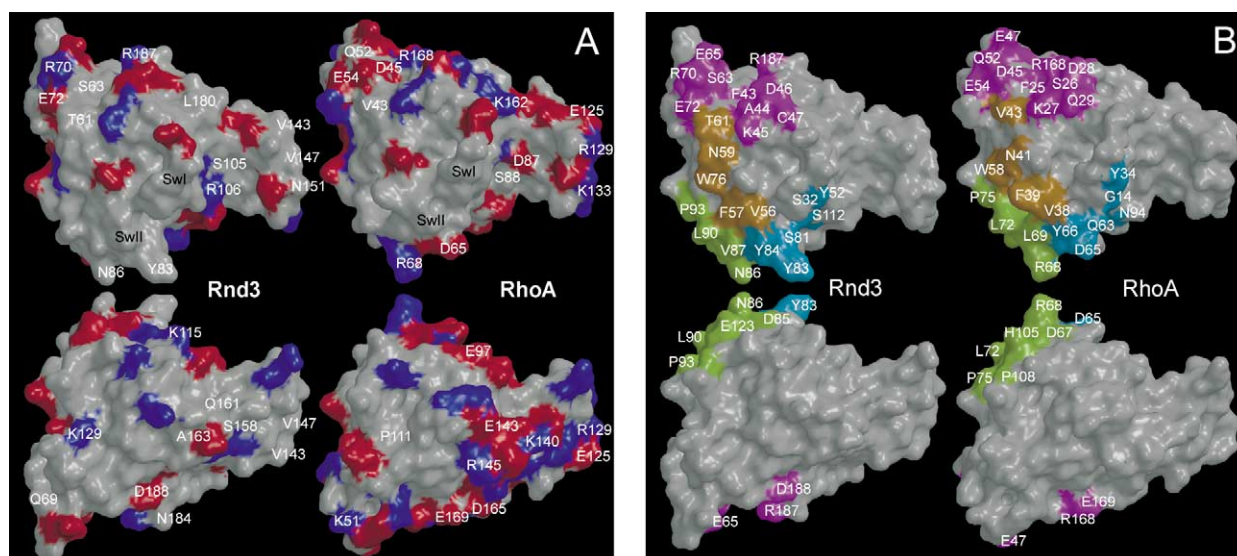 A
R187
R70
S63
E72
L180
T61
V143
S105
V147
SwI
R106
N151
SwII
N86
Y83
Rnd3
Q52
R168
D45
E54
V43
K162
E125
R129
D87
SwI
S88
K133
SwII
D65
R68
RhoA
K115
Q161
S158
V147
K129
A163
V143
D188
Q69
N184
E97
E143
P111
K140
R129
R145
E125
D165
K51
E169
B
E65
R187
R70
S63
F43
D46
E72
A44
C47
T61
K45
N59
W76
Y52
P93
S32
F57
V56
S112
L90
S81
V87
Y84
Y83
N86
Rnd3
E47
Q52
R168
D28
D45
F25
S26
E54
K27
Q29
V43
N41
W58
Y34
P75
F39
G14
V38
N94
L72
Y66
Q63
L69
D65
R68
RhoA
N86
Y83
D85
E123
L90
P93
D188
R187
E65
R68
D65
H105
D67
L72
P75
P108
E169
R168
E47